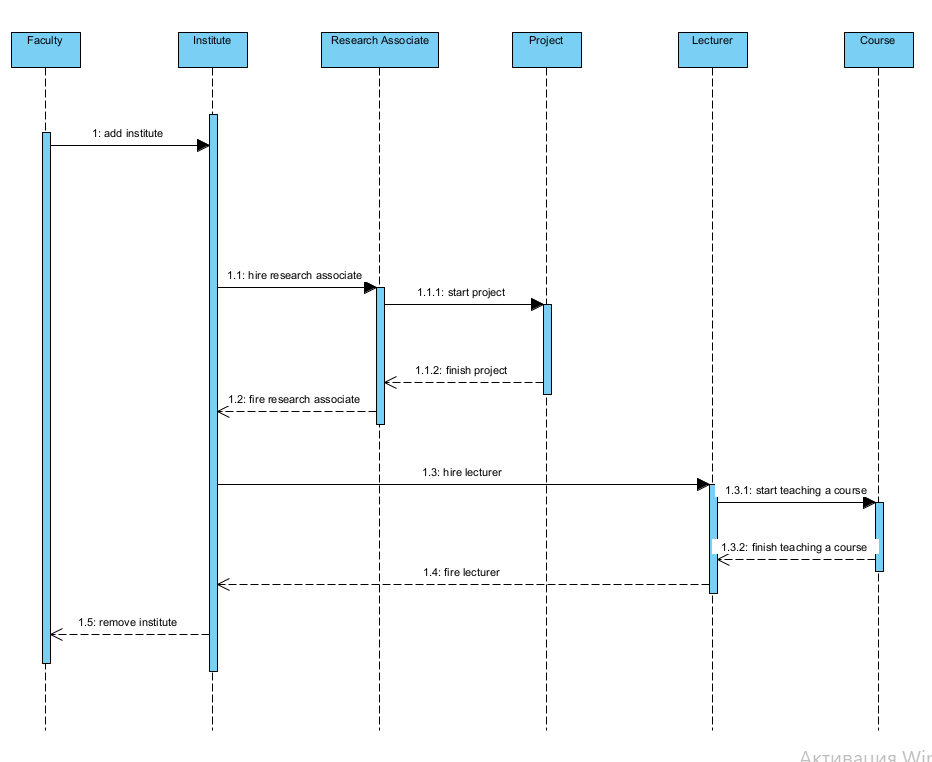 Faculty
Institute
Research Associate
Project
Lecturer
Course
1: add institute
1.1: hire research associate
1.1.1: start project
1.1.2: finish project
1.2: fire research associate
1.3: hire lecturer
1.3.1: start teaching a course
1.3.2: finish teaching a course
1.4: fire lecturer
1.5: remove institute
Активация Wir